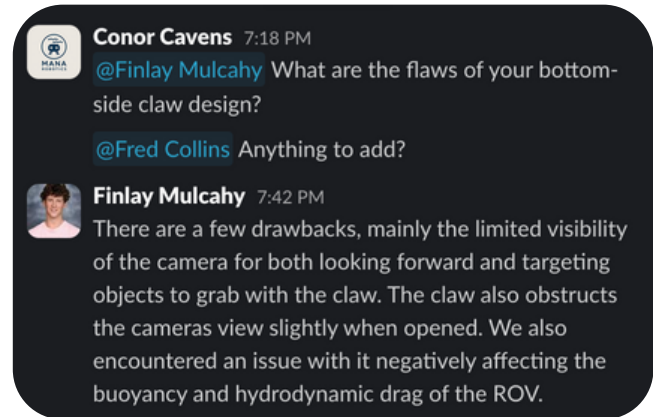 MANA
ROBOTICS
Conor Cavens 7:18 PM
@Finlay Mulcahy What are the flaws of your bottom-
side claw design?
@Fred Collins Anything to add?
Finlay Mulcahy 7:42 PM
There are a few drawbacks, mainly the limited visibility
of the camera for both looking forward and targeting
objects to grab with the claw. The claw also obstructs
the cameras view slightly when opened. We also
encountered an issue with it negatively affecting the
buoyancy and hydrodynamic drag of the ROV.